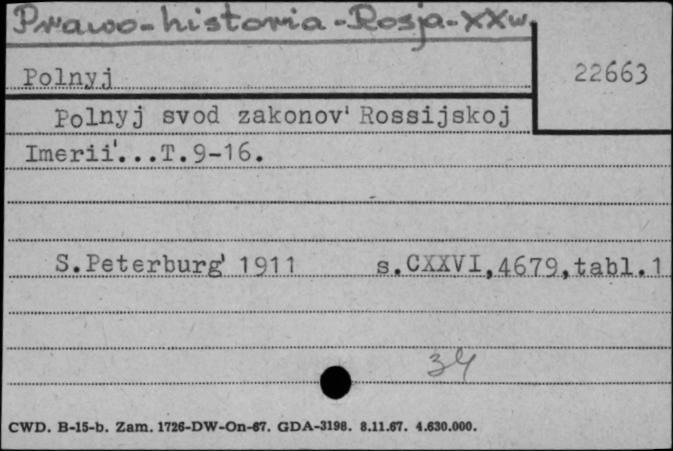 Prawo-historia-Rosja-XXw.
Polnyj
22663
Polnyj svod zakonov' Rossijskoj
Imerii'...T.9-16.
S.Peterburg' 1911 s.CXXVI,4679,tabl.1
34
CWD. B-15-b. Zam. 1726-DW-On-67. GDA-3198. 8.11.67. 4.630.000.